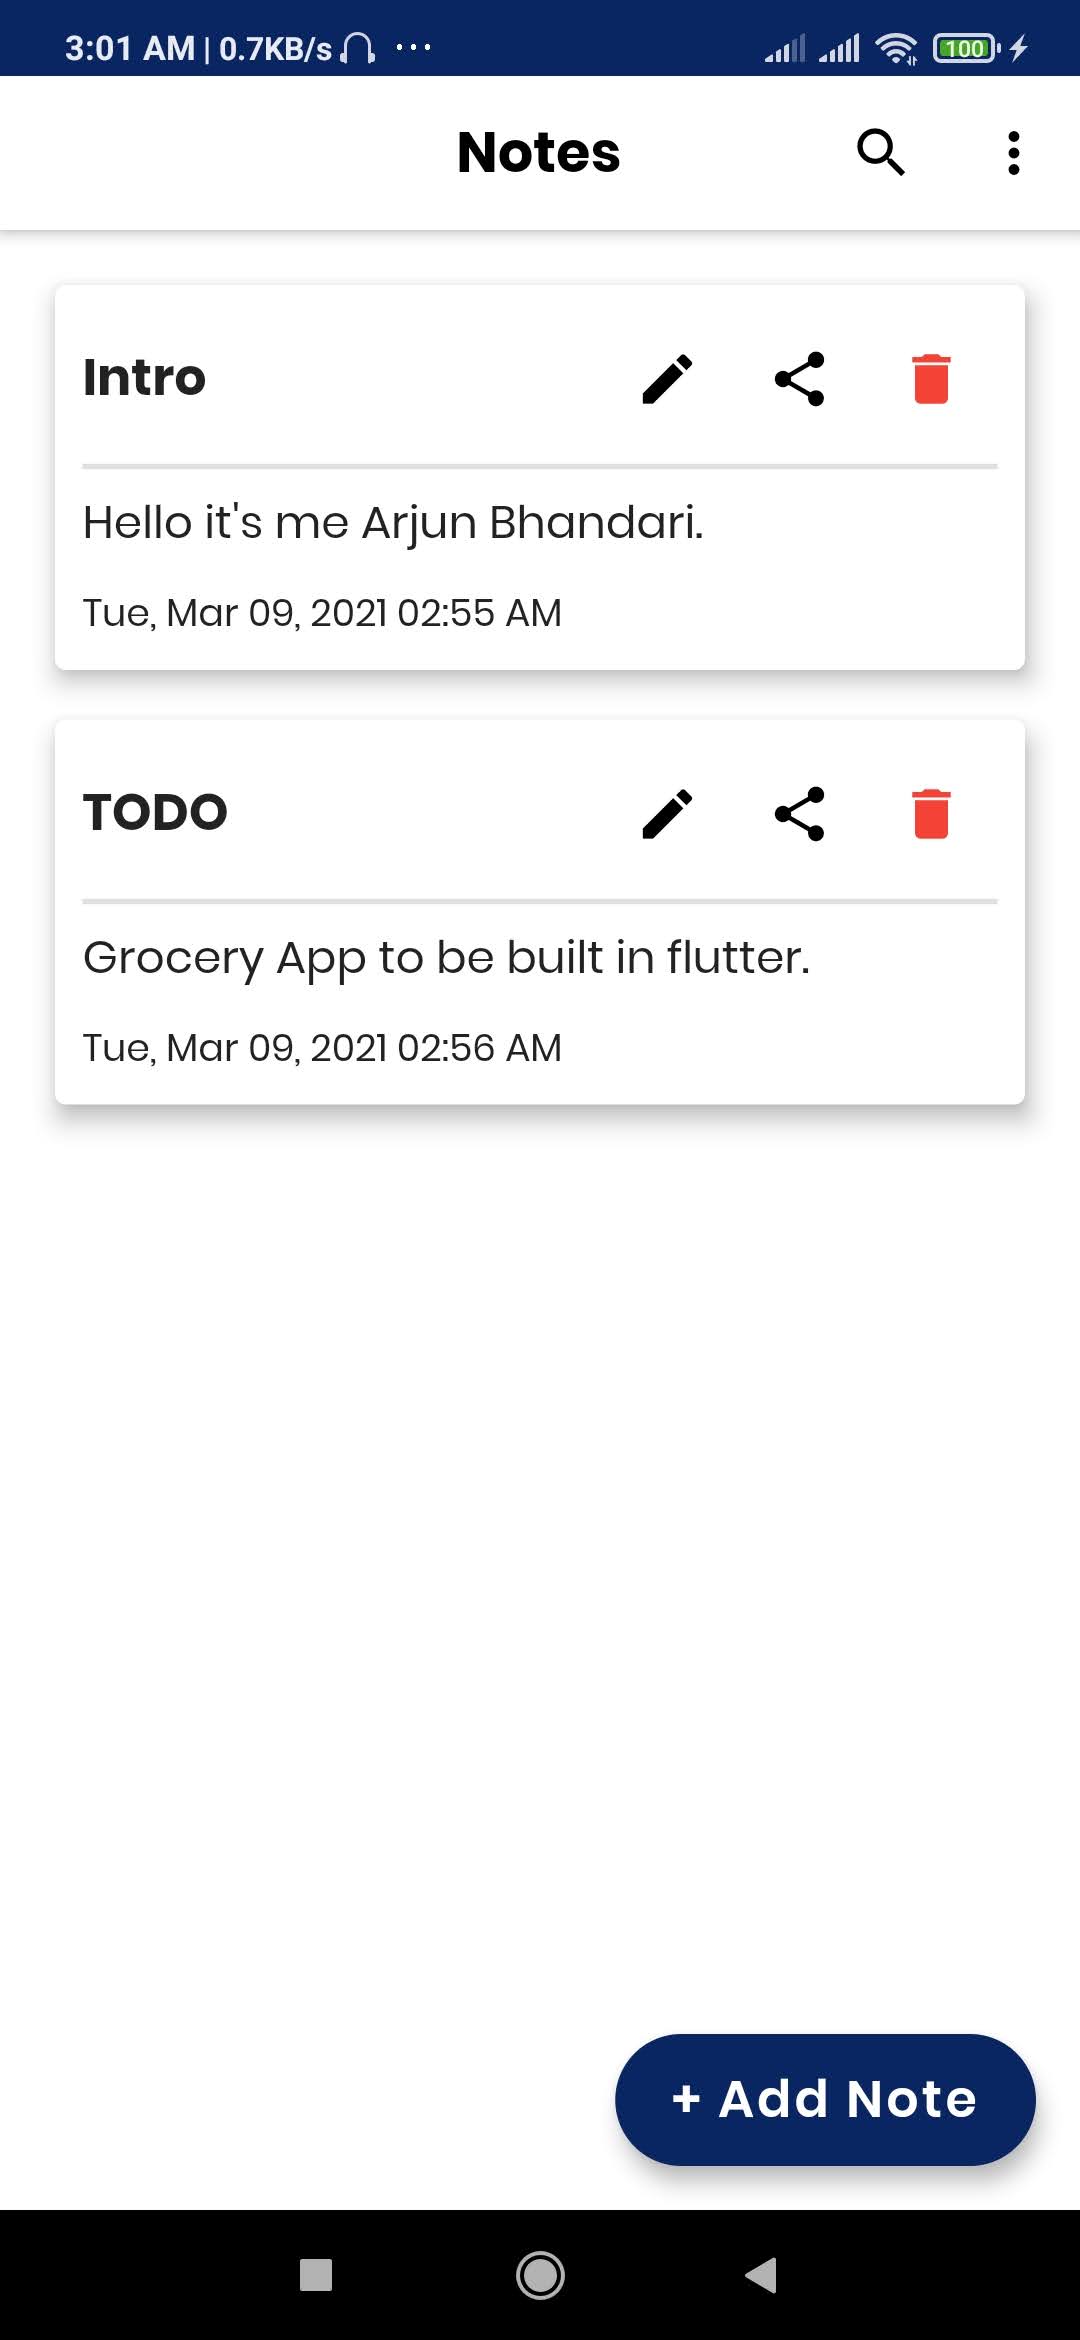 3:01 AM | 0.7KB/s ... 100
Notes
Intro
Hello it's me Arjun Bhandari.
Tue, Mar 09, 2021 02:55 AM
TODO
Grocery App to be built in flutter.
Tue, Mar 09, 2021 02:56 AM
+ Add Note